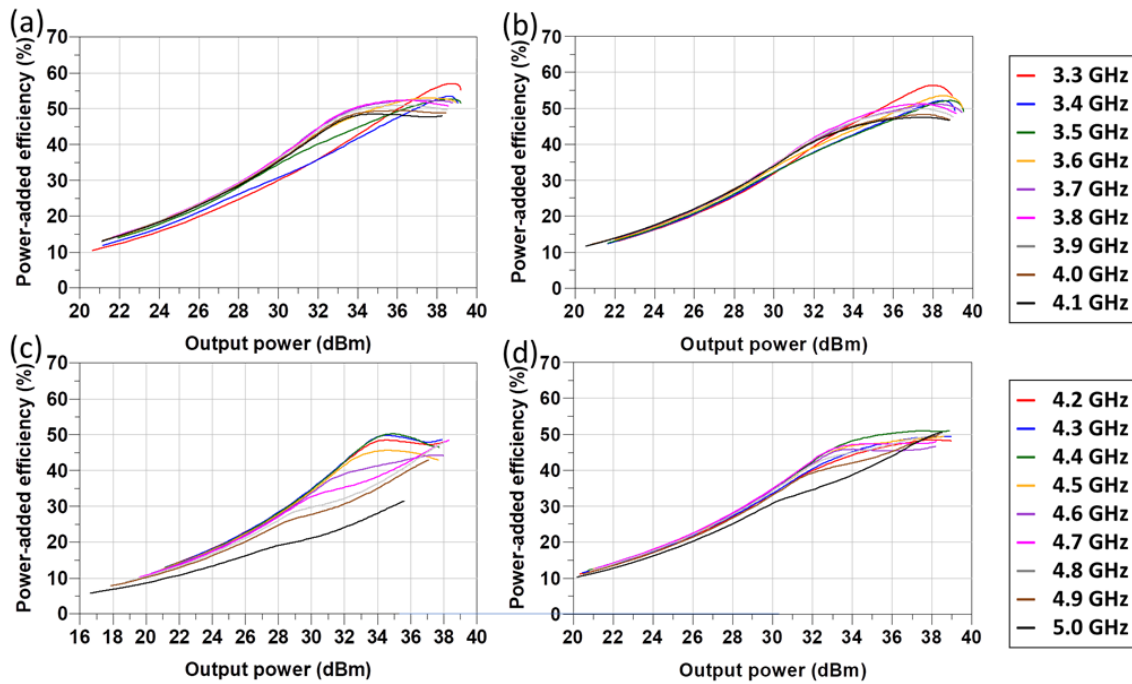 (a)
Power-added efficiency (%)
70
60
50
40
30
20
10
0
20 22 24 26 28 30 32 34 36 38 40
Output power (dBm)
(b)
Power-added efficiency (%)
70
60
50
40
30
20
10
0
20 22 24 26 28 30 32 34 36 38 40
Output power (dBm)
3.3 GHz
3.4 GHz
3.5 GHz
3.6 GHz
3.7 GHz
3.8 GHz
3.9 GHz
4.0 GHz
4.1 GHz
(c)
Power-added efficiency (%)
70
60
50
40
30
20
10
0
16 18 20 22 24 26 28 30 32 34 36 38 40
Output power (dBm)
(d)
Power-added efficiency (%)
70
60
50
40
30
20
10
0
20 22 24 26 28 30 32 34 36 38 40
Output power (dBm)
4.2 GHz
4.3 GHz
4.4 GHz
4.5 GHz
4.6 GHz
4.7 GHz
4.8 GHz
4.9 GHz
5.0 GHz